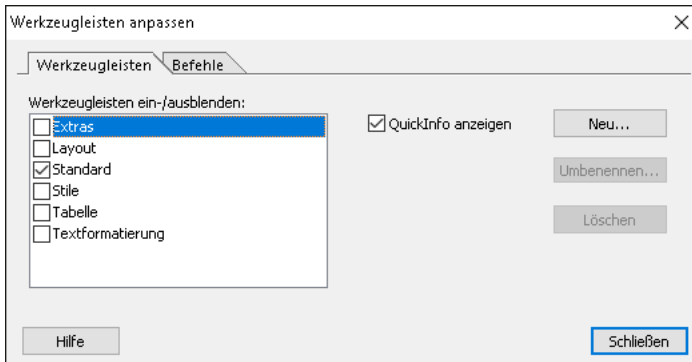 Werkzeugleisten anpassen
Werkzeugleisten Befehle
Werkzeugleisten ein-/ausblenden:
Extras
Layout
Standard
Stile
Tabelle
Textformatierung
QuickInfo anzeigen
Neu...
Umbenennen...
Löschen
Hilfe
Schließen